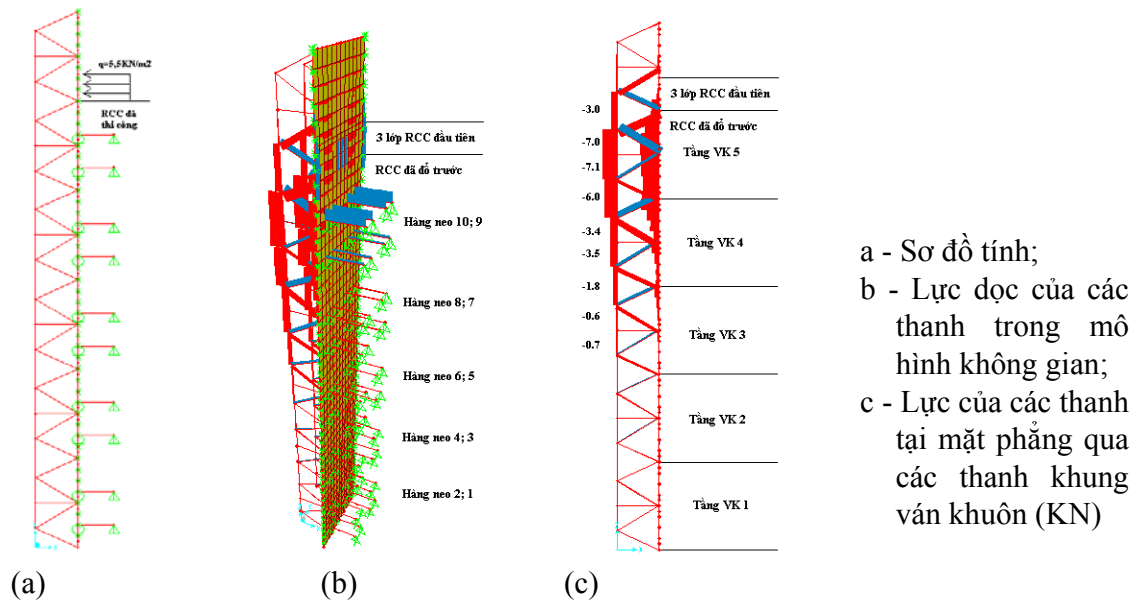 q=5,5KN/m2
RCC đã
thi công
(a)
3 lớp RCC đầu tiên
RCC đã đổ trước
Hàng neo 10; 9
Hàng neo 8; 7
Hàng neo 6; 5
Hàng neo 4; 3
Hàng neo 2; 1
(b)
-3.0
-7.0
-7.1
-6.0
-3.4
-3.5
-1.8
-0.6
-0.7
3 lớp RCC đầu tiên
RCC đã đổ trước
Tầng VK 5
Tầng VK 4
Tầng VK 3
Tầng VK 2
Tầng VK 1
(c)
a - Sơ đồ tính;
b - Lực dọc của các
thanh trong mô
hình không gian;
c - Lực của các thanh
tại mặt phẳng qua
các thanh khung
ván khuôn (KN)